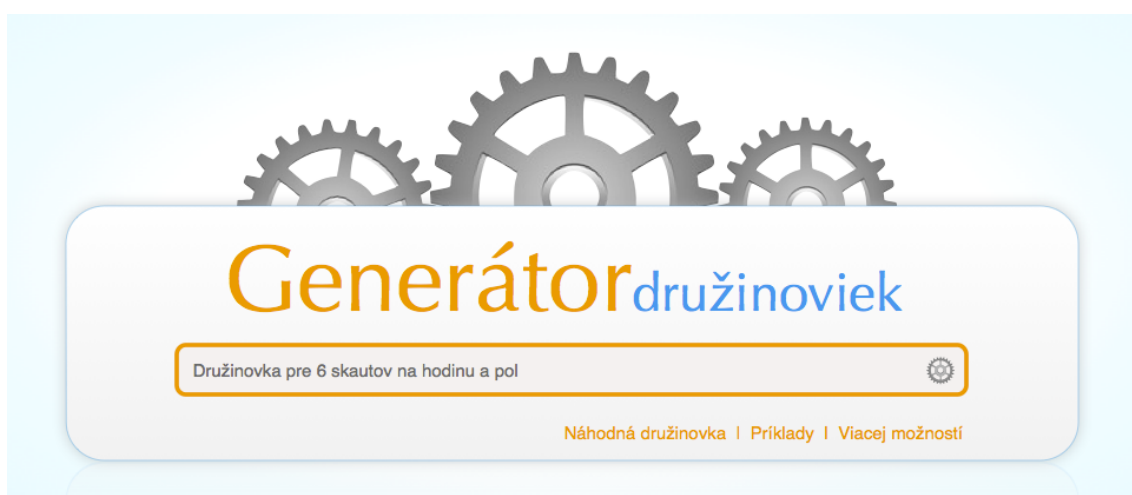 Generátor družinoviek
Družinovka pre 6 skautov na hodinu a pol
Náhodná družinovka | Príklady | Viacej možností